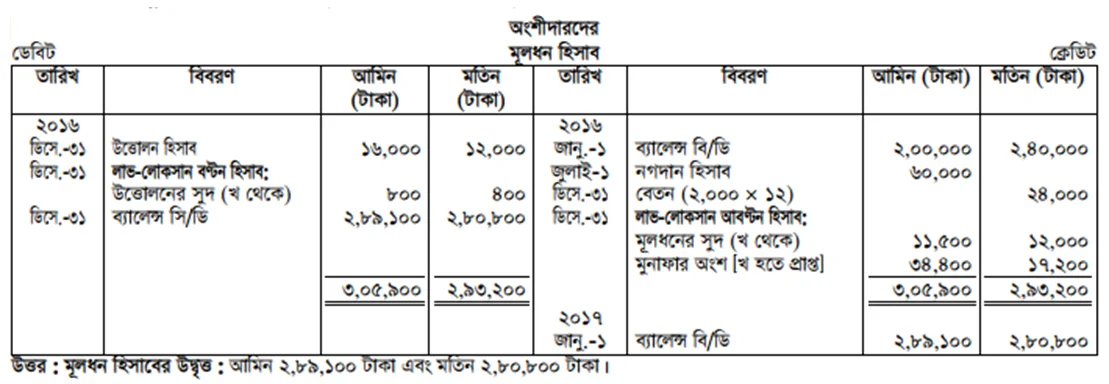 অংশীদারদের
ডেবিট মূলধন হিসাব ক্রেডিট
তারিখ বিবরণ আমিন (টাকা) মতিন (টাকা) তারিখ বিবরণ আমিন (টাকা) মতিন (টাকা)
২০১৬ ২০১৬
ডিসে.-৩১ উত্তোলন হিসাব ১৬,০০০ ১২,০০০ জানু.-১ ব্যালেন্স বি/ডি ২,০০,০০০ ২,৪০,০০০
ডিসে.-৩১ লাভ-লোকসান বণ্টন হিসাব: জুলাই-১ নগদান হিসাব ৬০,০০০
উত্তোলনের সুদ (খ থেকে) ৮০০ ৪০০ ডিসে.-৩১ বেতন (২,০০০ × ১২) ২৪,০০০
ডিসে.-৩১ ব্যালেন্স সি/ডি ২,৮৯,১০০ ২,৮০,৮০০ ডিসে.-৩১ লাভ-লোকসান আবণ্টন হিসাব:
মূলধনের সুদ (খ থেকে) ১১,৫০০ ১২,০০০
মুনাফার অংশ [খ হতে প্রাপ্ত] ৩৪,৪০০ ১৭,২০০
৩,০৫,৯০০ ২,৯৩,২০০ ৩,০৫,৯০০ ২,৯৩,২০০
২০১৭
জানু.-১ ব্যালেন্স বি/ডি ২,৮৯,১০০ ২,৮০,৮০০
উত্তর : মূলধন হিসাবের উদ্বৃত্ত : আমিন ২,৮৯,১০০ টাকা এবং মতিন ২,৮০,৮০০ টাকা।